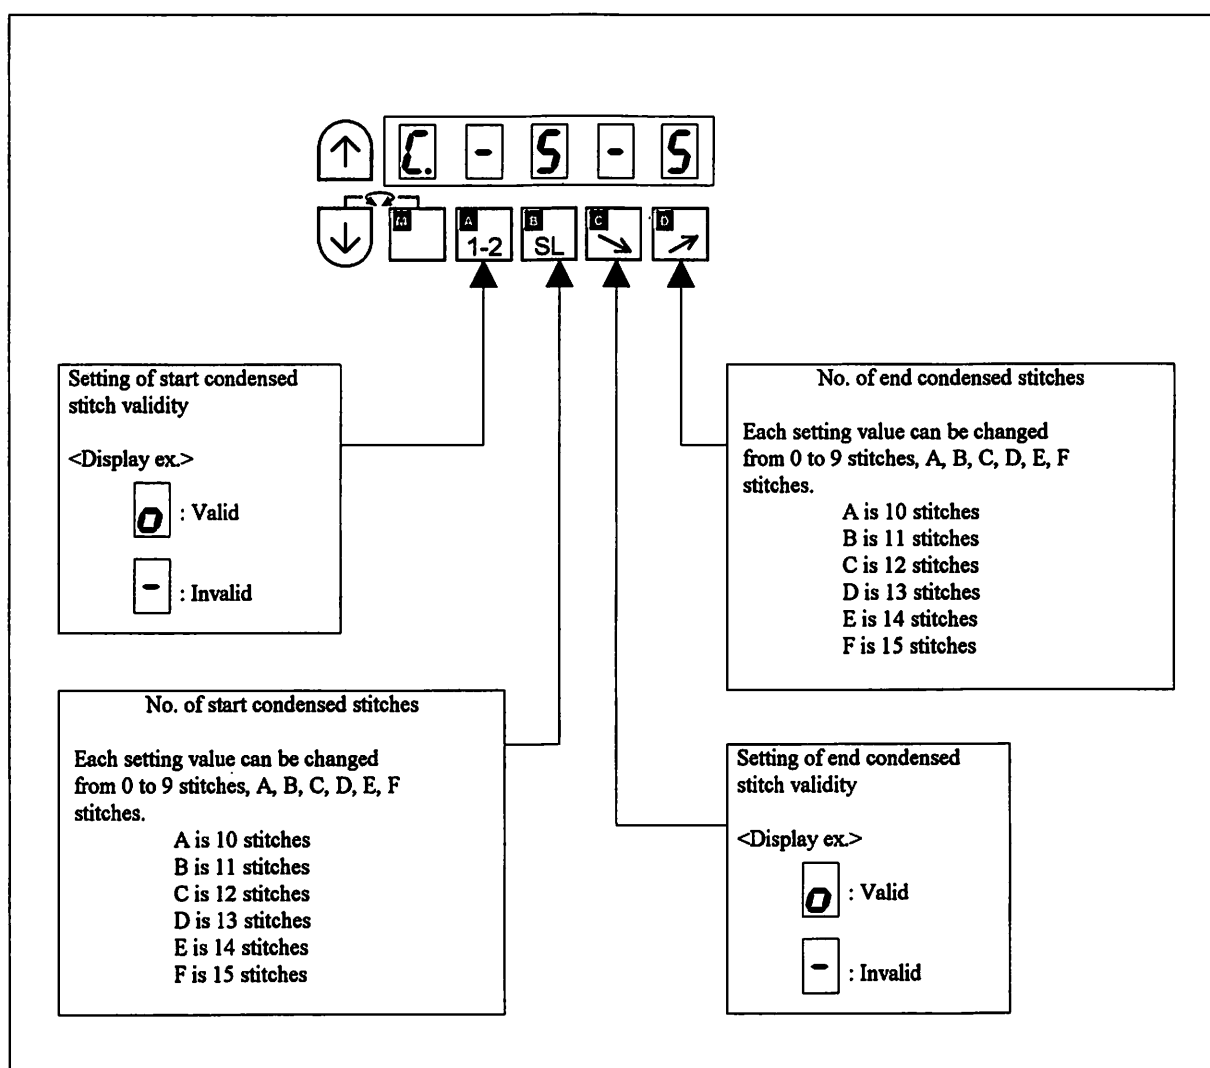 C. - 5 - 5
M A B C D
1-2 SL
Setting of start condensed
stitch validity
<Display ex.>
o : Valid
- : Invalid
No. of end condensed stitches
Each setting value can be changed
from 0 to 9 stitches, A, B, C, D, E, F
stitches.
A is 10 stitches
B is 11 stitches
C is 12 stitches
D is 13 stitches
E is 14 stitches
F is 15 stitches
No. of start condensed stitches
Each setting value can be changed
from 0 to 9 stitches, A, B, C, D, E, F
stitches.
A is 10 stitches
B is 11 stitches
C is 12 stitches
D is 13 stitches
E is 14 stitches
F is 15 stitches
Setting of end condensed
stitch validity
<Display ex.>
o : Valid
- : Invalid